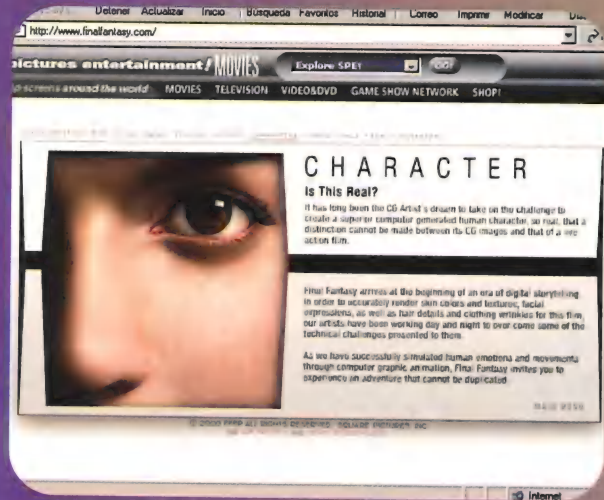 Detener Actualizar Inicio Búsqueda Favoritos Historial Correo Imprimir Modificar
http://www.finalfantasy.com/
pictures entertainment/MOVIES Explore SPE! GO!
screens around the world MOVIES TELEVISION VIDEO&DVD GAME SHOW NETWORK SHOP!
CHARACTER
Is This Real?
It has long been the CG Artist's dream to take on the challenge to
create a superior computer generated human character, so real, that a
distinction cannot be made between its CG images and that of a live
action film.
Final Fantasy arrives at the beginning of an era of digital storytelling.
In order to accurately render skin colors and textures, facial
expressions, as well as hair details and clothing wrinkles for this film,
our artists have been working day and night to over come some of the
technical challenges presented to them.
As we have successfully simulated human emotions and movements
through computer graphic animation, Final Fantasy invites you to
experience an adventure that cannot be duplicated
ALL RIGHTS RESERVED. SQUARE PICTURES, INC.
Internet